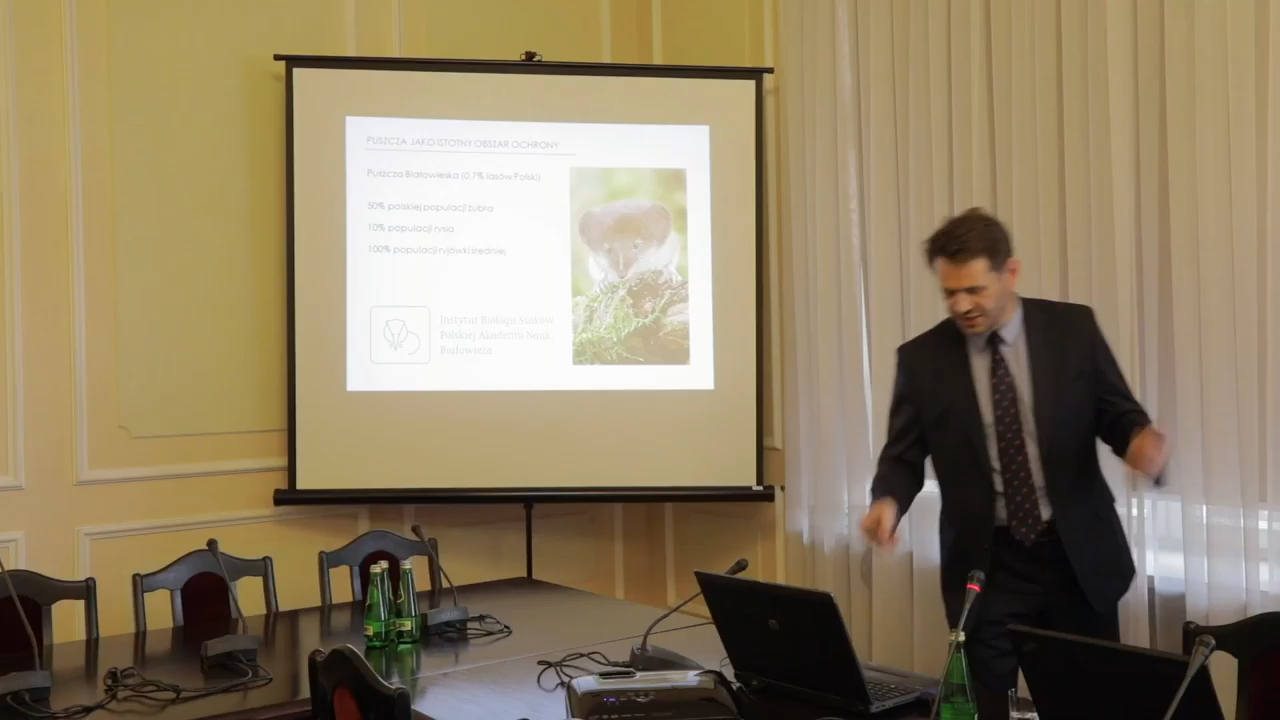 PUSZCZA JAKO ISTOTNY OBSZAR OCHRONY
Puszcza Białowieska (0,7% lasów Polski)
50% polskiej populacji żubra
10% populacji rysia
100% populacji ryjówki średniej
Instytut Biologii Ssaków
Polskiej Akademii Nauk
Białowieża